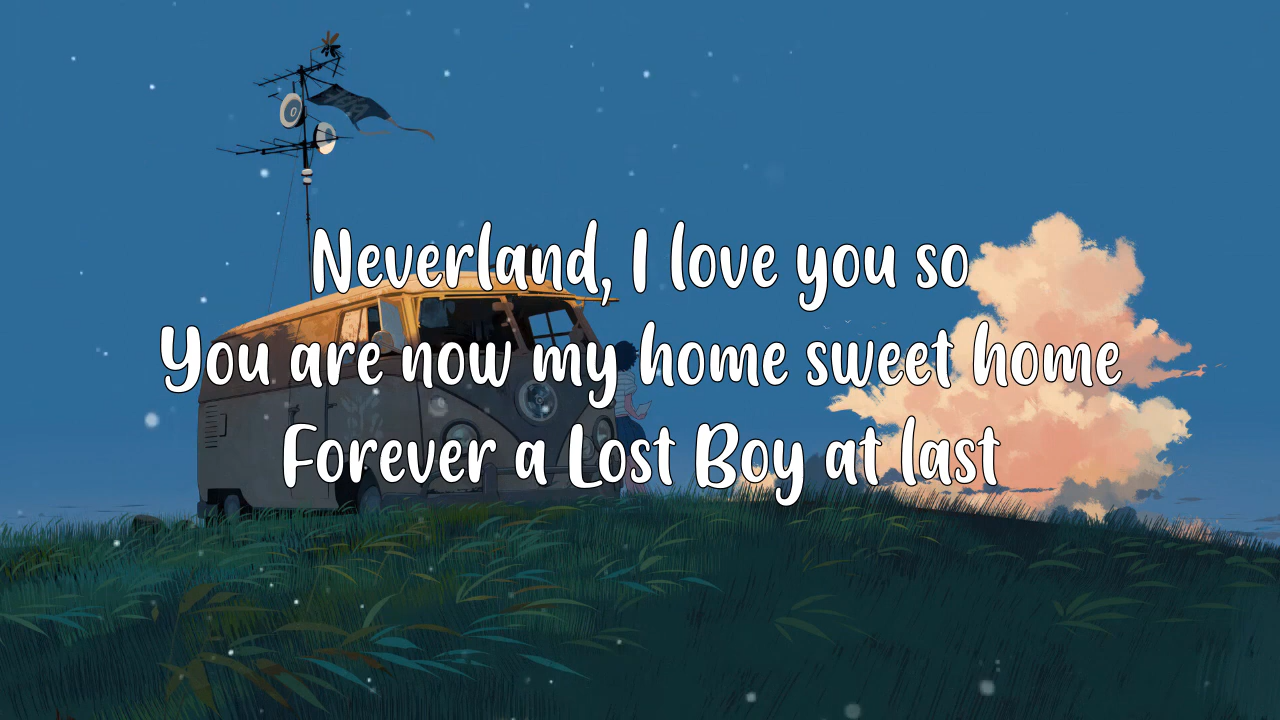 Neverland, I love you so
You are now my home sweet home
Forever a Lost Boy at last